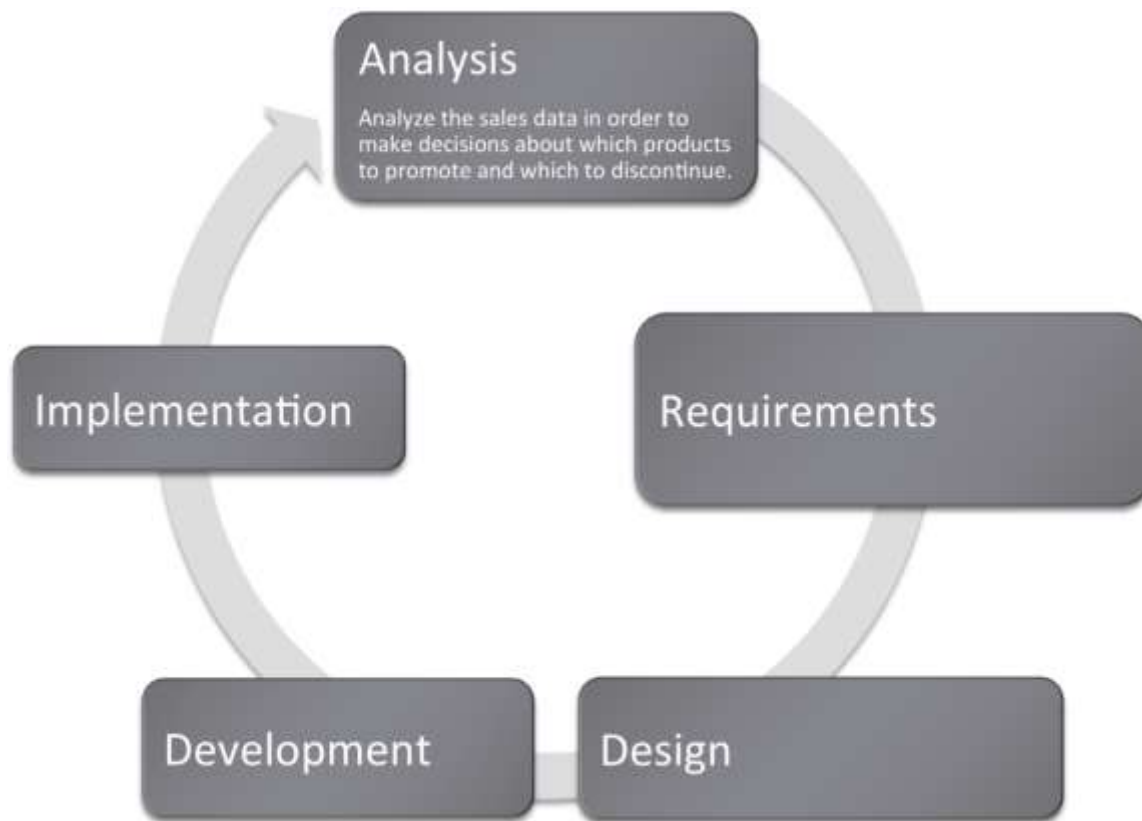 Analysis
Analyze the sales data in order to
make decisions about which products
to promote and which to discontinue.
Implementation
Requirements
Development
Design